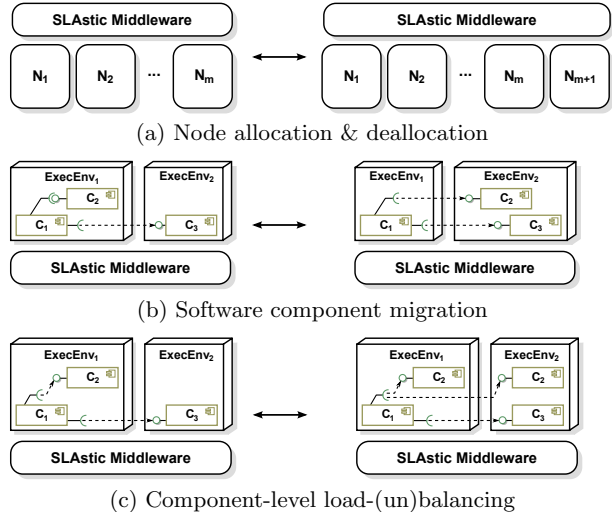 SLAstic Middleware SLAstic Middleware
N1 N2 ... Nm N1 N2 ... Nm Nm+1
(a) Node allocation & deallocation
ExecEnv1 ExecEnv2 ExecEnv1 ExecEnv2
C2 C2
C1 C3 C1 C3
SLAstic Middleware SLAstic Middleware
(b) Software component migration
ExecEnv1 ExecEnv2 ExecEnv1 ExecEnv2
C2 C2 C2
C1 C3 C1 C3
SLAstic Middleware SLAstic Middleware
(c) Component-level load-(un)balancing